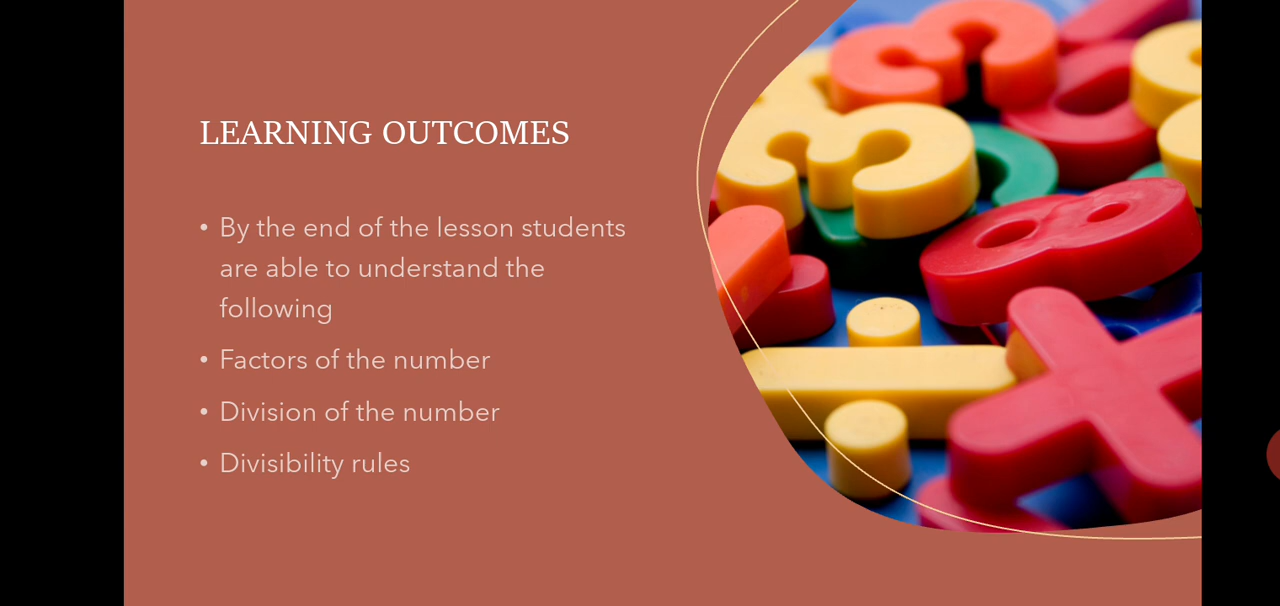 LEARNING OUTCOMES
• By the end of the lesson students
are able to understand the
following
• Factors of the number
• Division of the number
• Divisibility rules